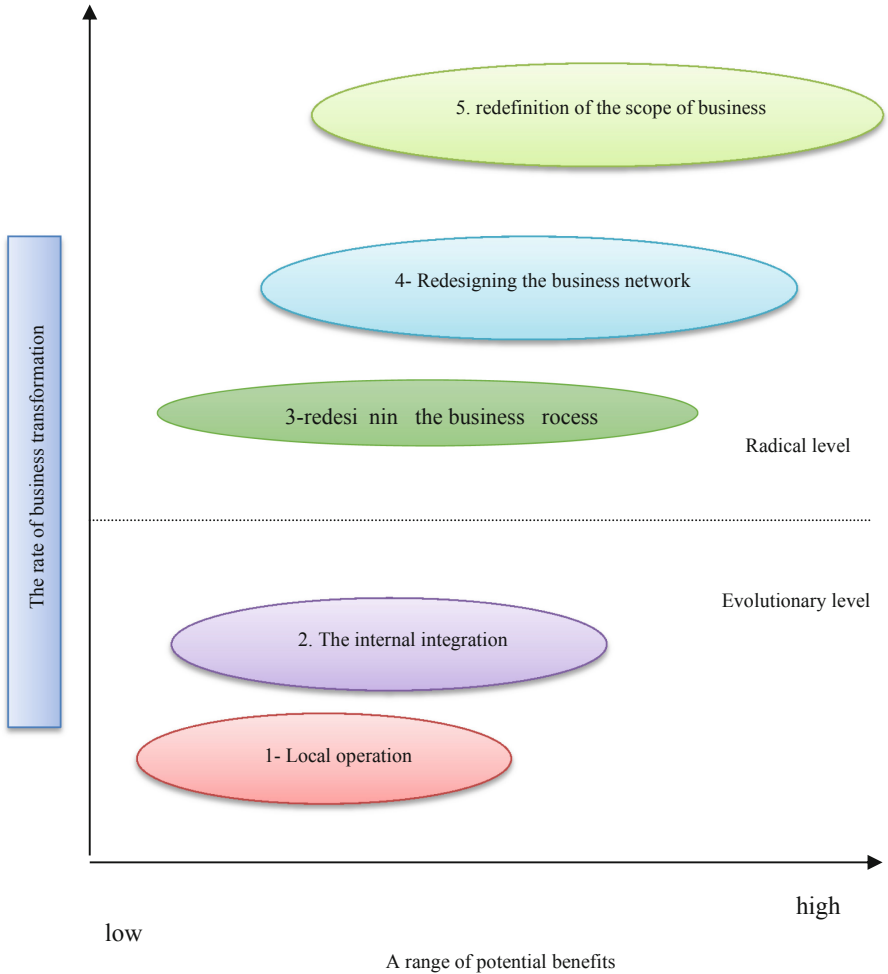 5. redefinition of the scope of business
4- Redesigning the business network
3-redesi nin the business rocess
Radical level
The rate of business transformation
Evolutionary level
2. The internal integration
1- Local operation
high
low
A range of potential benefits